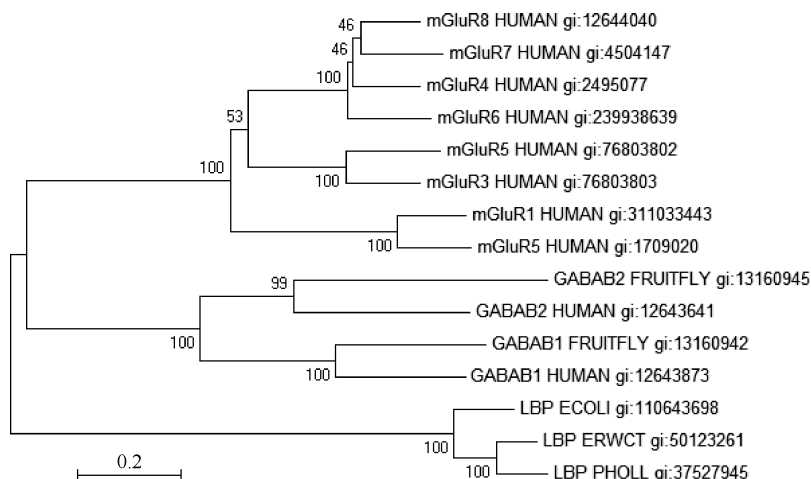 mGluR8 HUMAN gi:12644040
46
mGluR7 HUMAN gi:4504147
46
mGluR4 HUMAN gi:2495077
100
mGluR6 HUMAN gi:239938639
53
mGluR5 HUMAN gi:76803802
100
mGluR3 HUMAN gi:76803803
100
mGluR1 HUMAN gi:311033443
100
mGluR5 HUMAN gi:1709020
GABAB2 FRUITFLY gi:13160945
99
GABAB2 HUMAN gi:12643641
100
GABAB1 FRUITFLY gi:13160942
100
GABAB1 HUMAN gi:12643873
LBP ECOLI gi:110643698
100
LBP ERWCT gi:50123261
100
LBP PHOLL gi:37527945
0.2